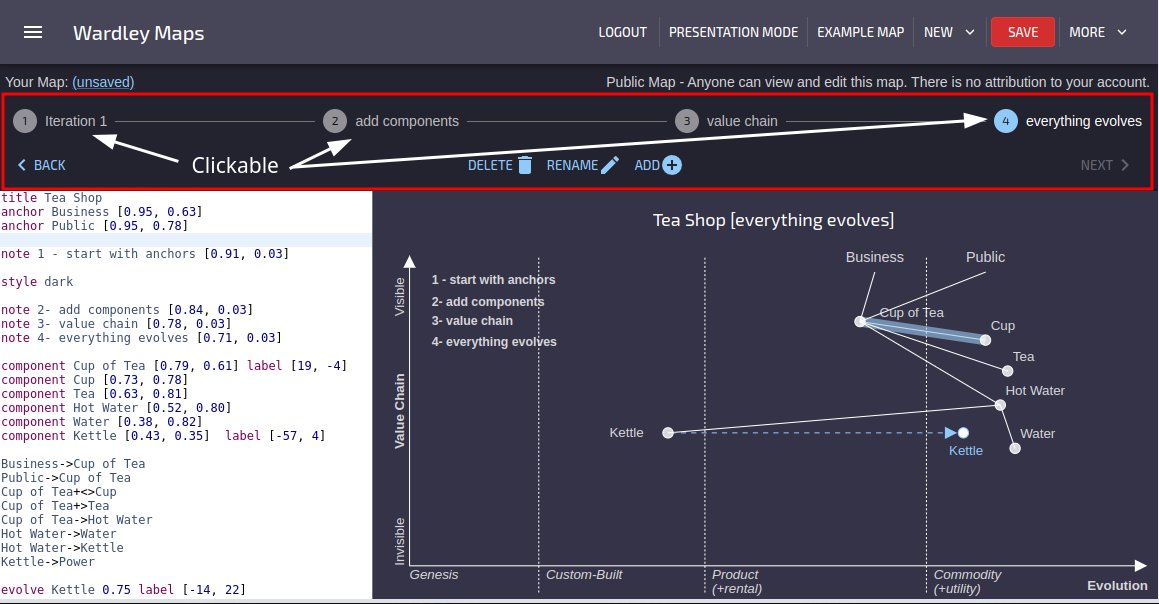 Wardley Maps
LOGOUT PRESENTATION MODE EXAMPLE MAP NEW SAVE MORE
Your Map: (unsaved) Public Map - Anyone can view and edit this map. There is no attribution to your account.
1 Iteration 1 2 add components 3 value chain 4 everything evolves
BACK Clickable DELETE RENAME ADD NEXT
title Tea Shop
anchor Business [0.95, 0.63]
anchor Public [0.95, 0.78]
note 1 - start with anchors [0.91, 0.03]
style dark
note 2- add components [0.84, 0.03]
note 3- value chain [0.78, 0.03]
note 4- everything evolves [0.71, 0.03]
component Cup of Tea [0.79, 0.61] label [19, -4]
component Cup [0.73, 0.78]
component Tea [0.63, 0.81]
component Hot Water [0.52, 0.80]
component Water [0.38, 0.82]
component Kettle [0.43, 0.35]  label [-57, 4]
Business->Cup of Tea
Public->Cup of Tea
Cup of Tea+<>Cup
Cup of Tea+>Tea
Cup of Tea->Hot Water
Hot Water->Water
Hot Water->Kettle
Kettle->Power
evolve Kettle 0.75 label [-14, 22]
Tea Shop [everything evolves]
Business Public
1 - start with anchors
2- add components
3- value chain
4- everything evolves
Cup of Tea
Cup
Tea
Hot Water
Kettle
Water
Kettle
Visible
Value Chain
Invisible
Genesis Custom-Built Product Commodity
(+rental) (+utility)
Evolution